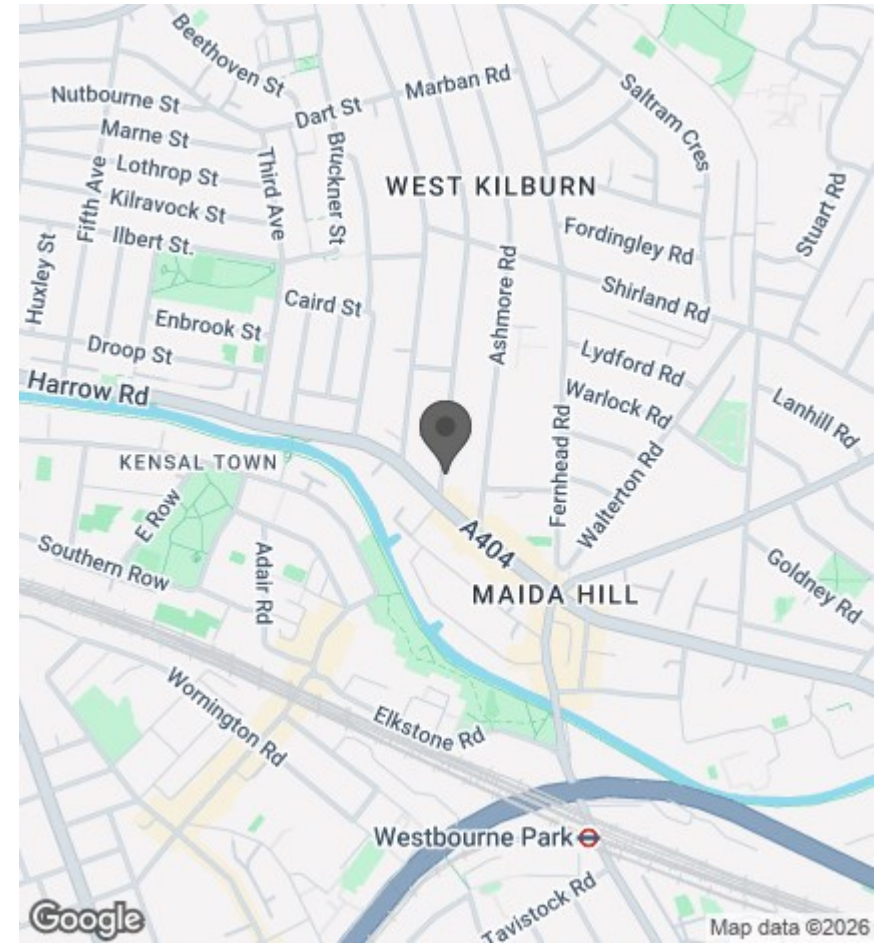 Beethoven St
Nutbourne St
Marne St
Lothrop St
Kilravock St
Ilbert St.
Fifth Ave
Huxley St
Third Ave
Dart St
Bruckner St
Marban Rd
Saltram Cres
WEST KILBURN
Stuart Rd
Fordingley Rd
Ashmore Rd
Shirland Rd
Caird St
Enbrook St
Droop St
Harrow Rd
Lydford Rd
Warlock Rd
Lanhill Rd
Fernhead Rd
Walterton Rd
KENSAL TOWN
E Row
Southern Row
Adair Rd
A404
MAIDA HILL
Goldney Rd
Wornington Rd
Elkstone Rd
Westbourne Park
Tavistock Rd
Google
Map data ©2026